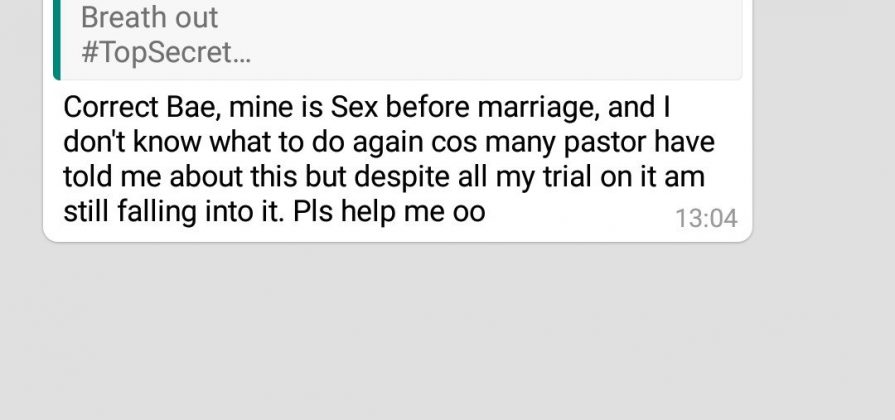 Breath out
#TopSecret...
Correct Bae, mine is Sex before marriage, and I
don't know what to do again cos many pastor have
told me about this but despite all my trial on it am
still falling into it. Pls help me oo
13:04